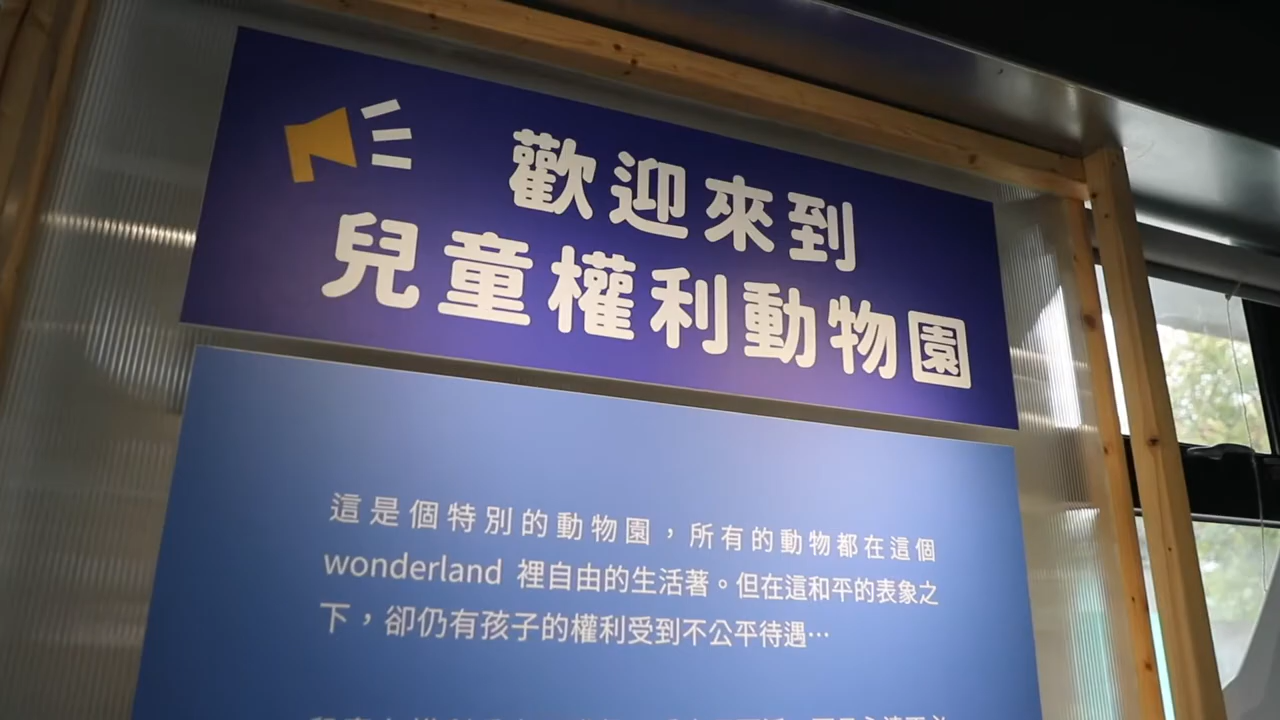 歡迎來到
兒童權利動物園
這是個特別的動物園，所有的動物都在這個
wonderland 裡自由的生活著。但在這和平的表象之
下，卻仍有孩子的權利受到不公平待遇…